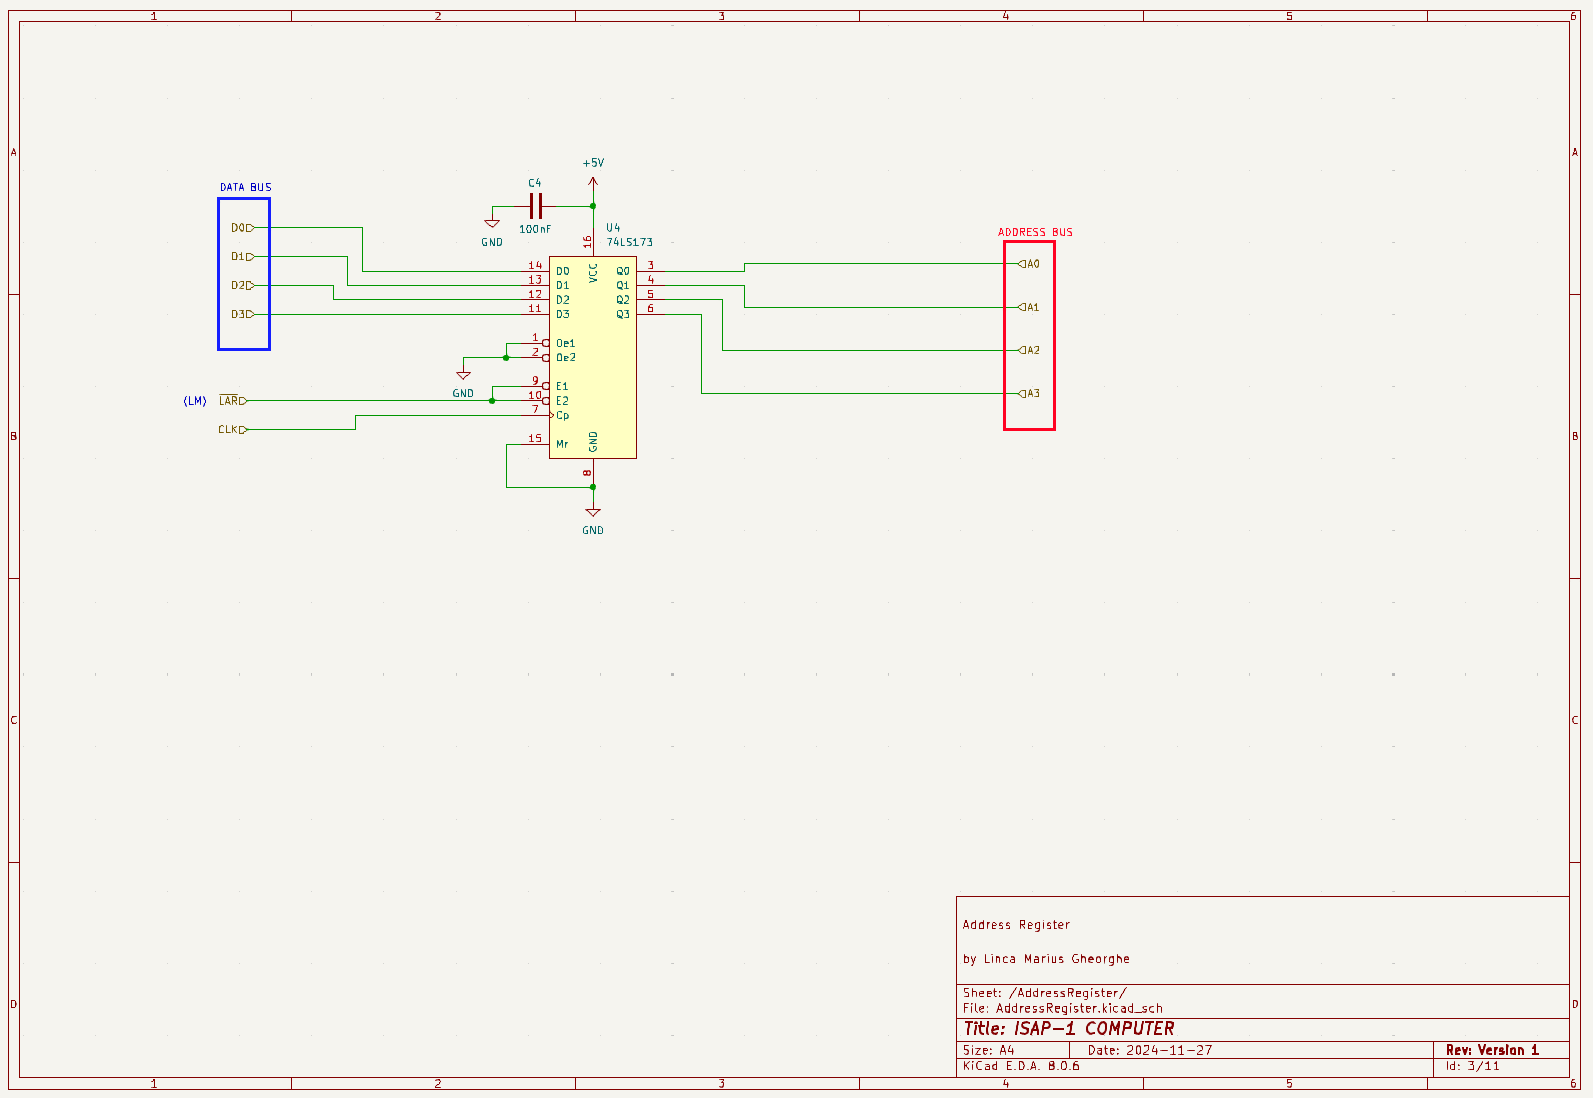 1 2 3 4 5 6
A A
+5V
C4
DATA BUS
100nF
U4
GND
16
74LS173
ADDRESS BUS
D0
D1
D2
D3
14 D0 VCC Q0 3
13 D1 Q1 4
12 D2 Q2 5
11 D3 Q3 6
A0
A1
A2
A3
1 Oe1
2 Oe2
GND
9 E1
(LM) LAR 10 E2
7 Cp
CLK
15 Mr GND
8
GND
B B
C C
D D
Address Register
by Linca Marius Gheorghe
Sheet: /AddressRegister/
File: AddressRegister.kicad_sch
Title: ISAP-1 COMPUTER
Size: A4 Date: 2024-11-27 Rev: Version 1
KiCad E.D.A. 8.0.6 Id: 3/11
1 2 3 4 5 6